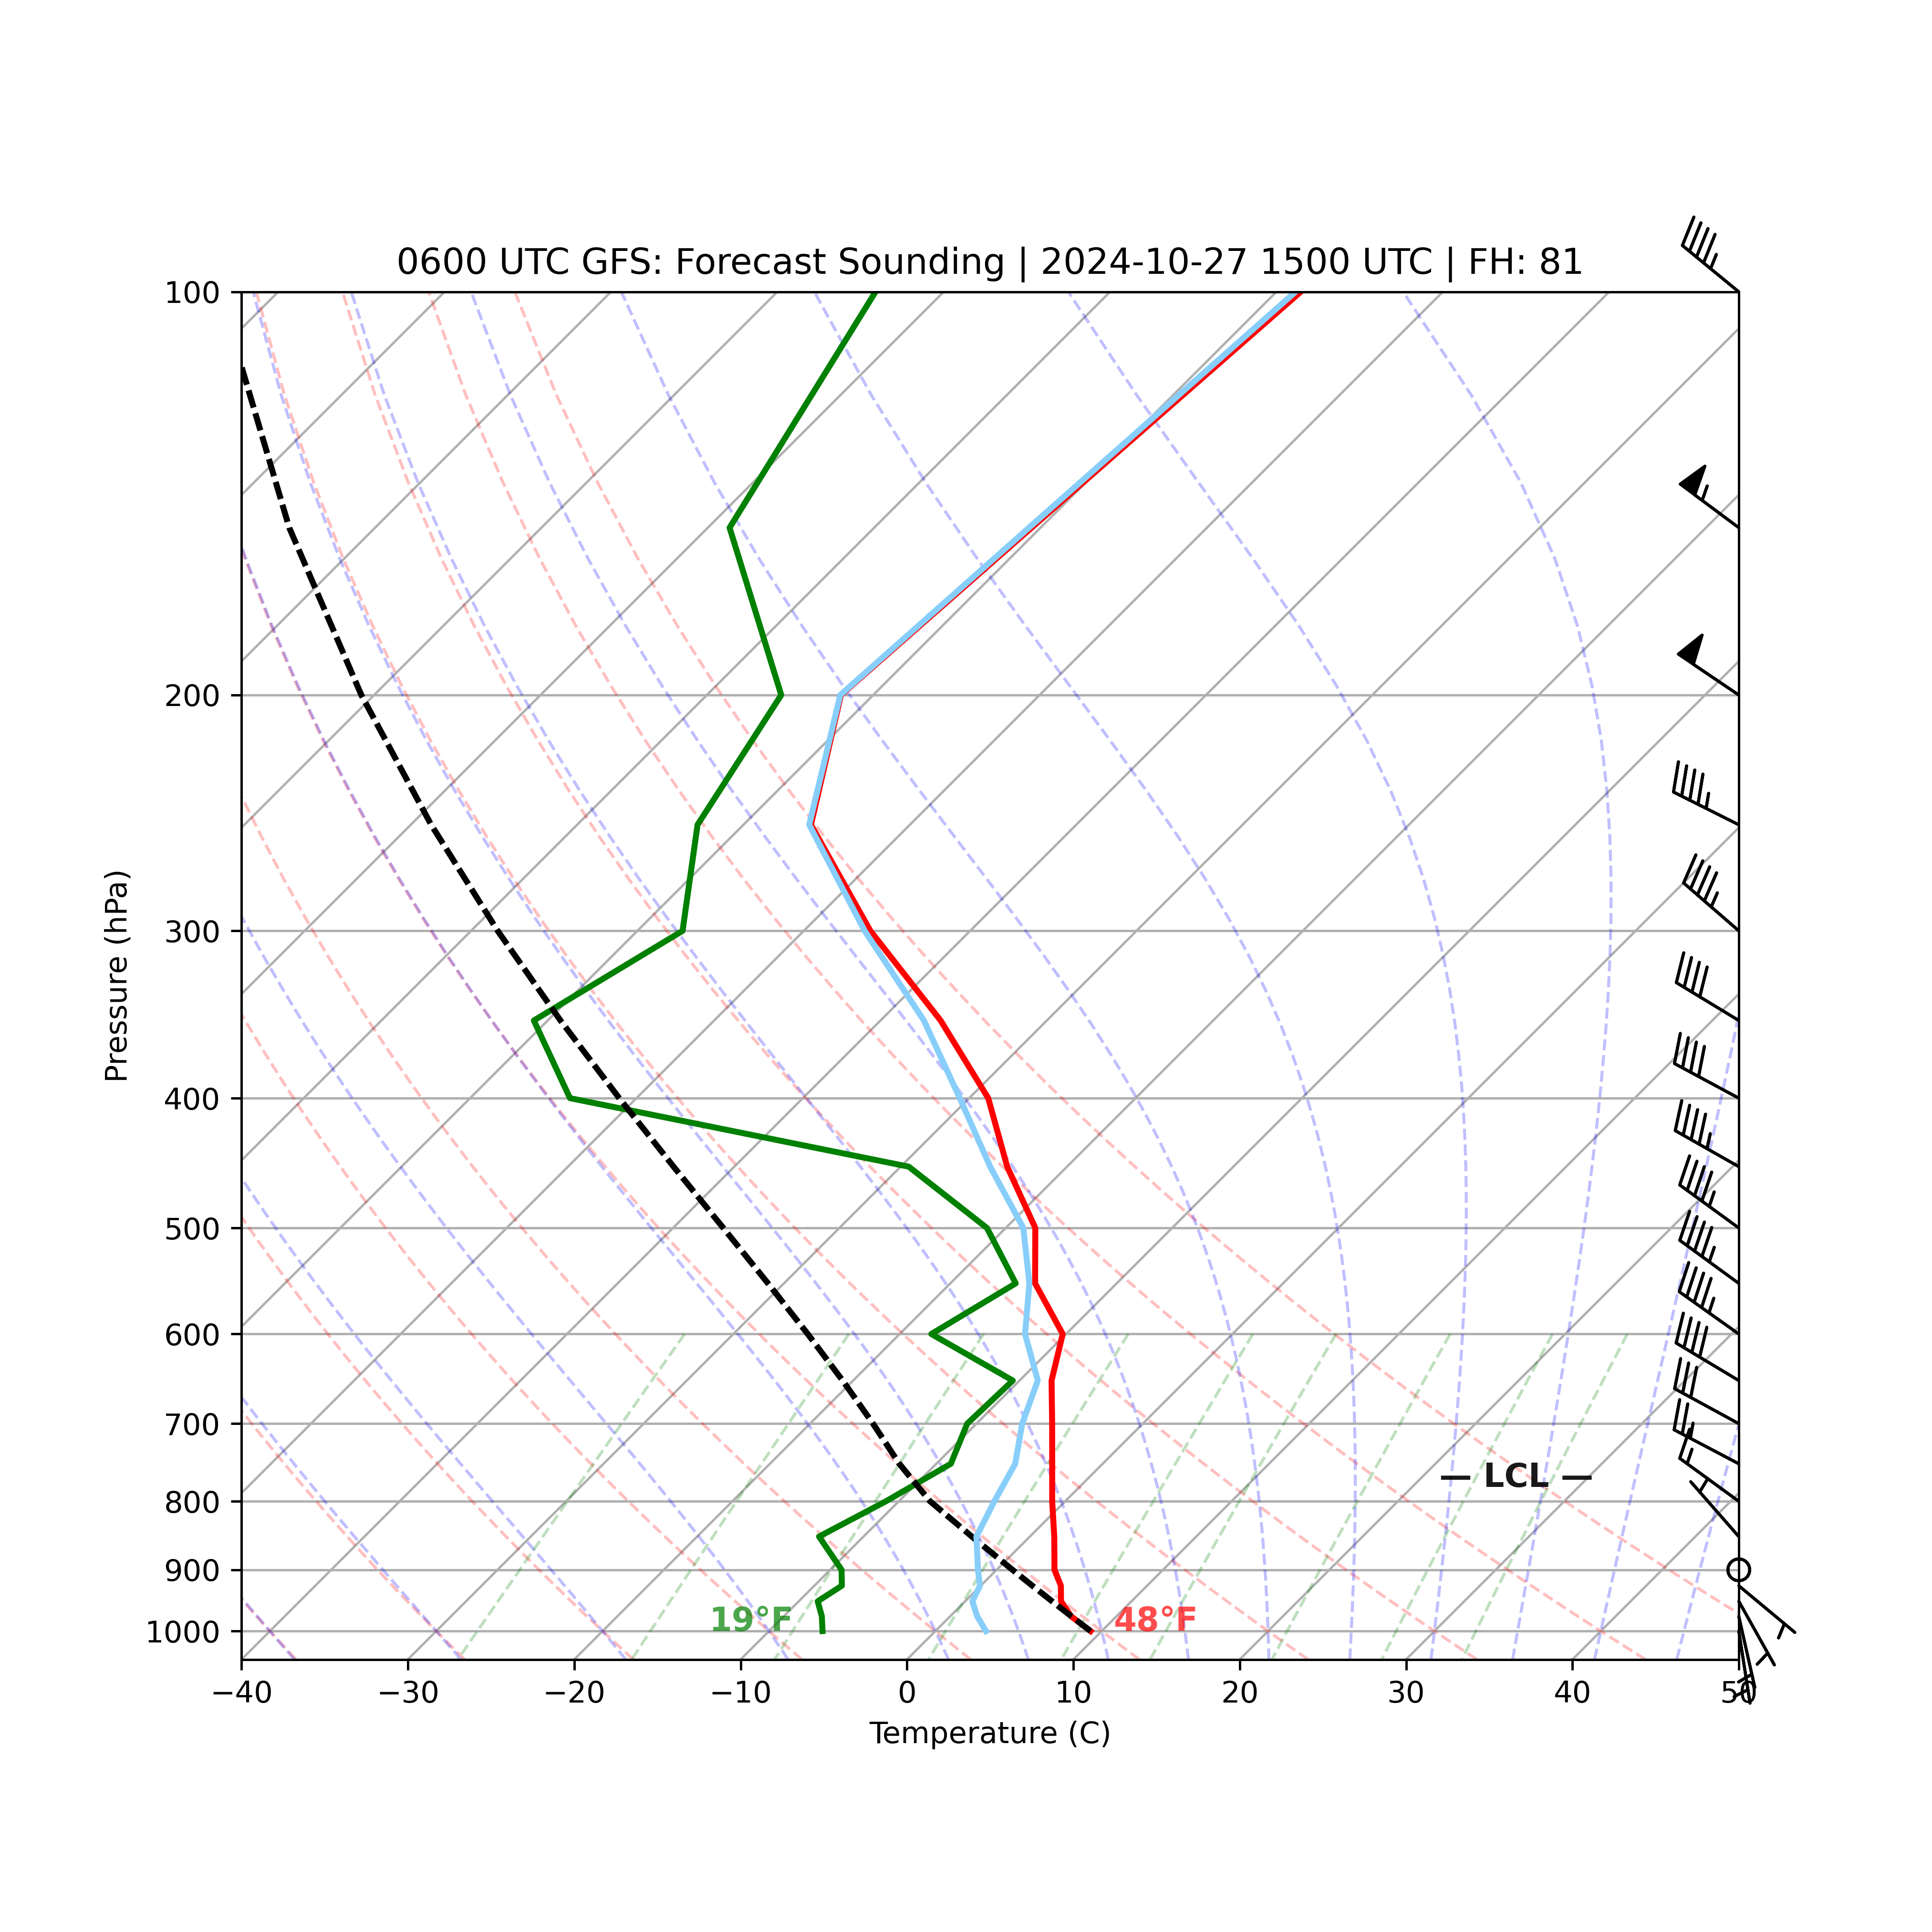 0600 UTC GFS: Forecast Sounding | 2024-10-27 1500 UTC | FH: 81
100
200
300
400
500
600
700
800
900
1000
Pressure (hPa)
— LCL —
19°F
48°F
−40 −30 −20 −10 0 10 20 30 40 50
Temperature (C)